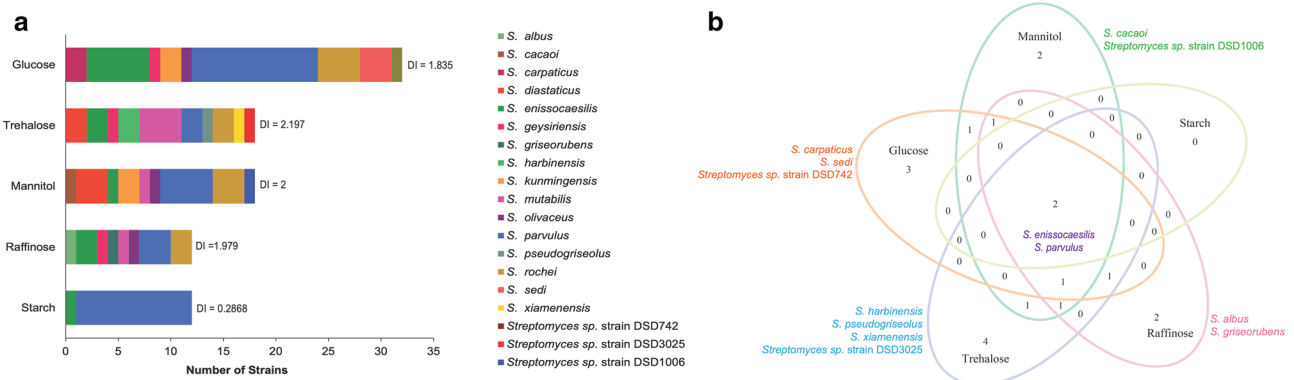 a
Glucose
DI = 1.835
Trehalose
DI = 2.197
Mannitol
DI = 2
Raffinose
DI =1.979
Starch
DI = 0.2868
0 5 10 15 20 25 30 35
Number of Strains
S. albus
S. cacaoi
S. carpaticus
S. diastaticus
S. enissocaesilis
S. geysiriensis
S. griseorubens
S. harbinensis
S. kunmingensis
S. mutabilis
S. olivaceus
S. parvulus
S. pseudogriseolus
S. rochei
S. sedi
S. xiamenensis
Streptomyces sp. strain DSD742
Streptomyces sp. strain DSD3025
Streptomyces sp. strain DSD1006
b
Mannitol
2
S. cacaoi
Streptomyces sp. strain DSD1006
Starch
0
Glucose
3
S. carpaticus
S. sedi
Streptomyces sp. strain DSD742
0 0
0 0
1 1 0 0
0 0
0 0
2
0 0 0 0
S. enissocaesilis
S. parvulus
0 0
0 0
1 1
1 1 0
S. harbinensis
S. pseudogriseolus
S. xiamenensis
Streptomyces sp. strain DSD3025
4
Trehalose
2
Raffinose
S. albus
S. griseorubens